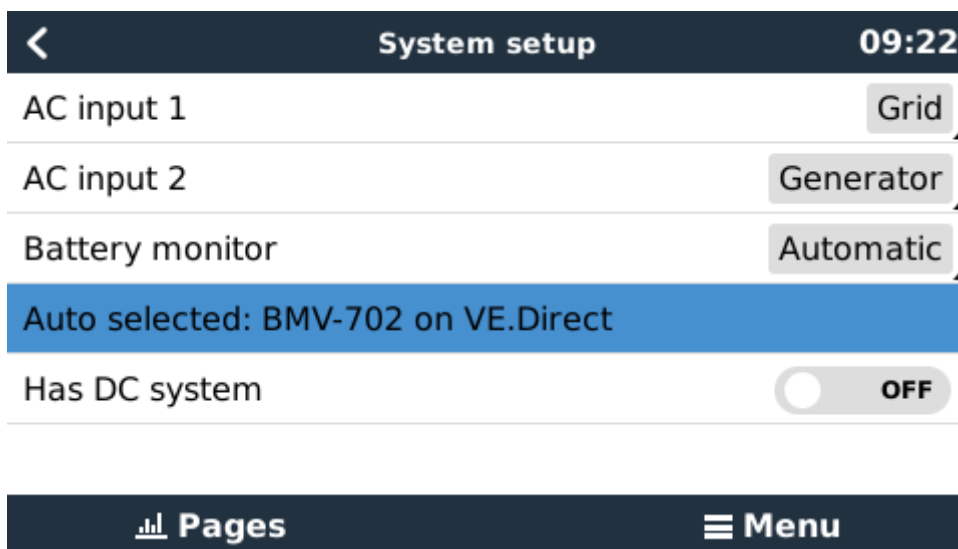 System setup 09:22
AC input 1 Grid
AC input 2 Generator
Battery monitor Automatic
Auto selected: BMV-702 on VE.Direct
Has DC system OFF
Pages Menu